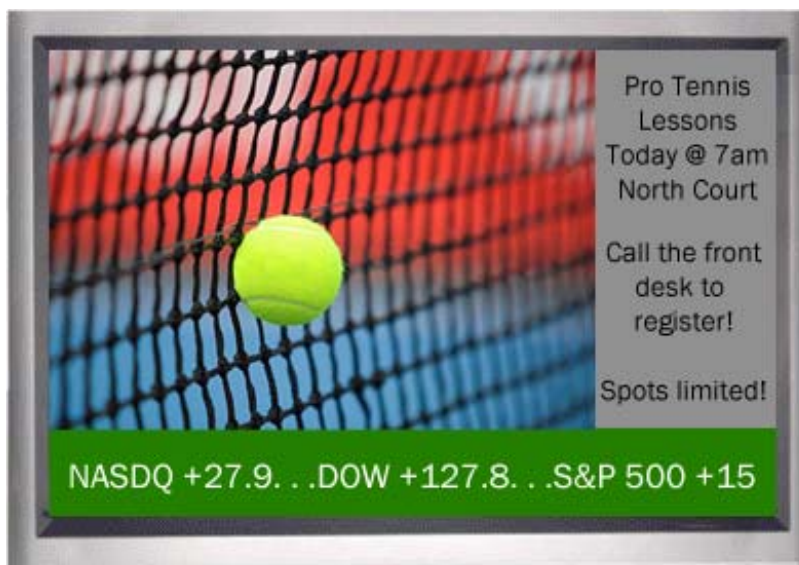 Pro Tennis
Lessons
Today @ 7am
North Court
Call the front
desk to
register!
Spots limited!
NASDQ +27.9. . .DOW +127.8. . .S&P 500 +15